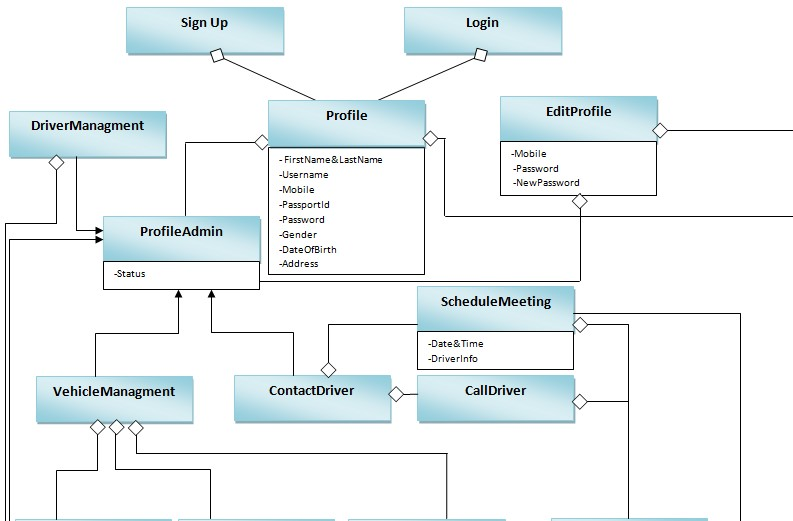 Sign Up
Login
DriverManagment
Profile
- FirstName&LastName
-Username
-Mobile
-PassportId
-Password
-Gender
-DateOfBirth
-Address
EditProfile
-Mobile
-Password
-NewPassword
ProfileAdmin
-Status
ScheduleMeeting
-Date&Time
-DriverInfo
VehicleManagment
ContactDriver
CallDriver